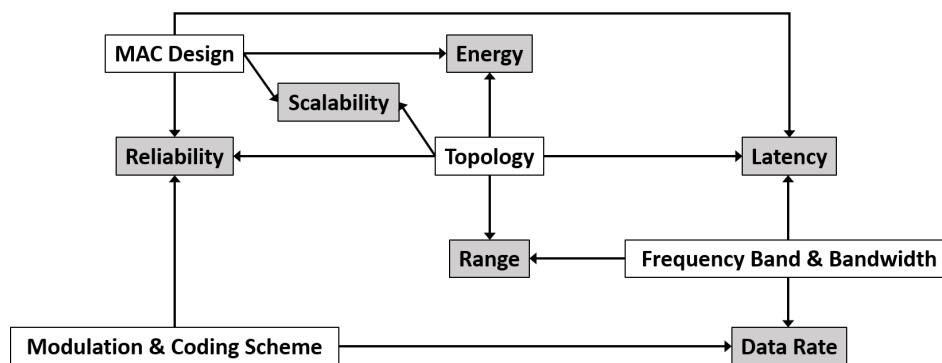 MAC Design
Energy
Scalability
Reliability
Topology
Latency
Range
Frequency Band & Bandwidth
Modulation & Coding Scheme
Data Rate